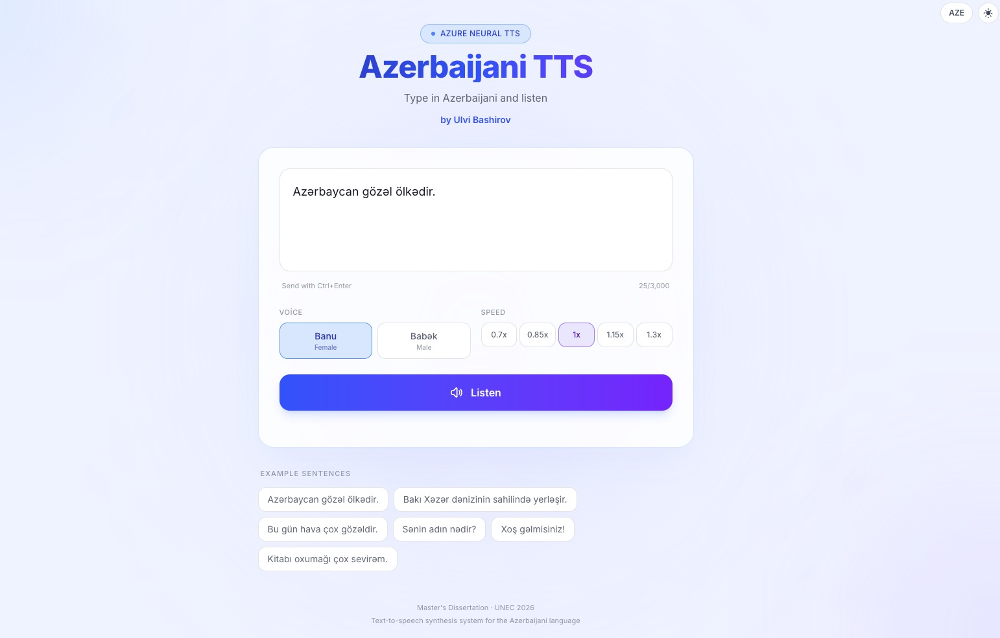 AZE
AZURE NEURAL TTS
Azerbaijani TTS
Type in Azerbaijani and listen
by Ulvi Bashirov
Azərbaycan gözəl ölkədir.
Send with Ctrl+Enter 25/3,000
VOİCE SPEED
Banu Babək 0.7x 0.85x 1x 1.15x 1.3x
Female Male
Listen
EXAMPLE SENTENCES
Azərbaycan gözəl ölkədir. Bakı Xəzər dənizinin sahilində yerləşir.
Bu gün hava çox gözəldir. Sənin adın nədir? Xoş gəlmisiniz!
Kitabı oxumağı çox sevirəm.
Master's Dissertation · UNEC 2026
Text-to-speech synthesis system for the Azerbaijani language